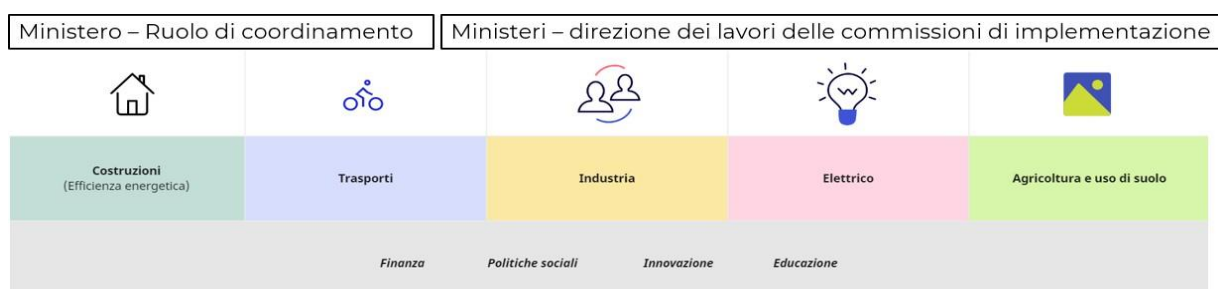 Ministero – Ruolo di coordinamento
Ministeri – direzione dei lavori delle commissioni di implementazione
Costruzioni
(Efficienza energetica)
Trasporti
Industria
Elettrico
Agricoltura e uso di suolo
Finanza
Politiche sociali
Innovazione
Educazione